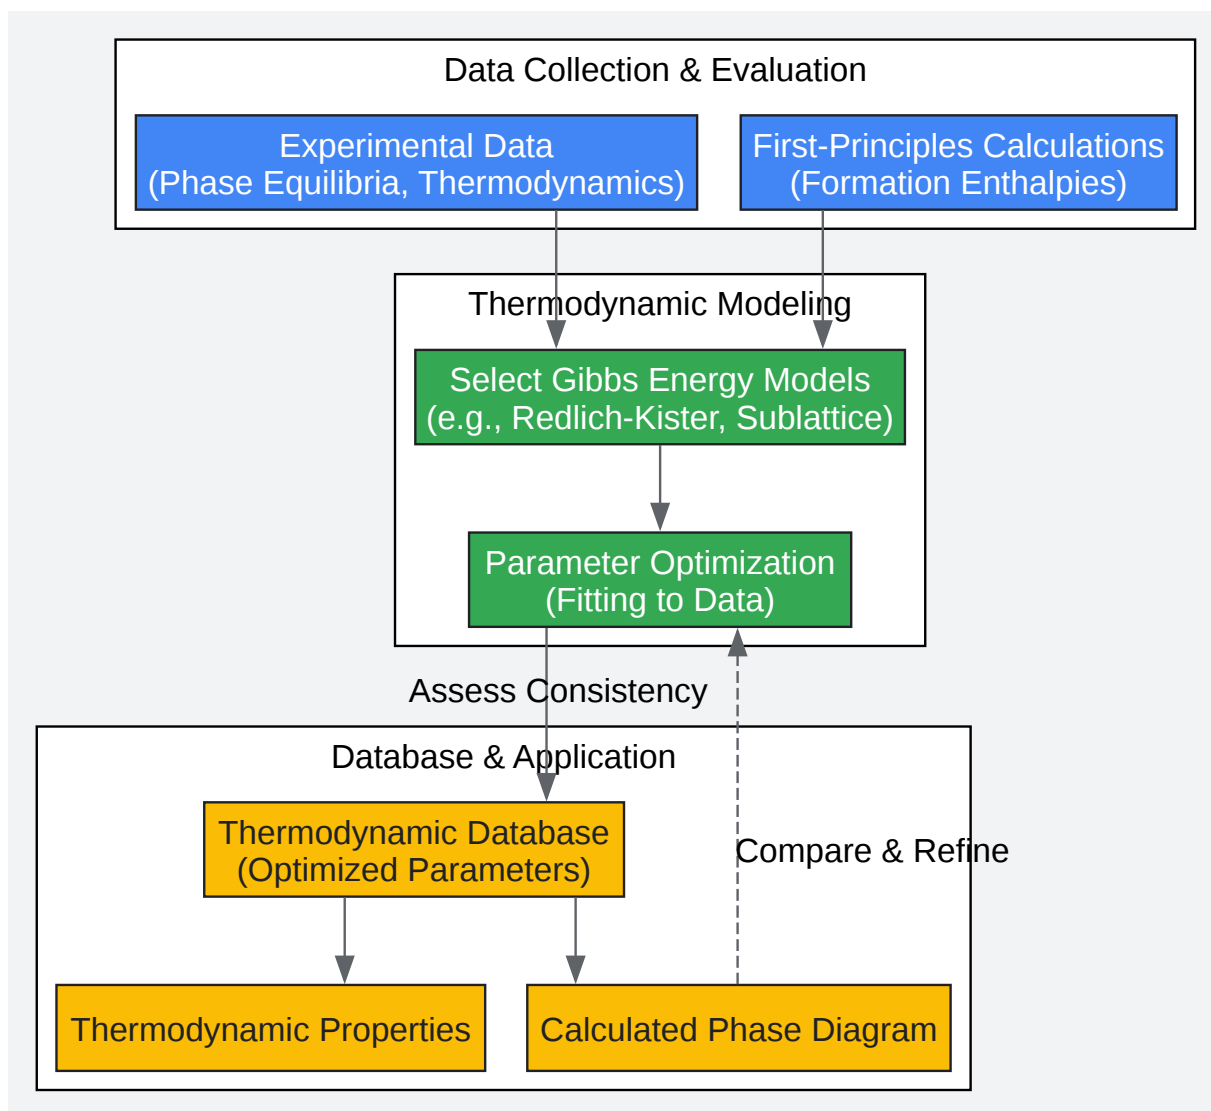 Data Collection & Evaluation
Experimental Data
(Phase Equilibria, Thermodynamics)
First-Principles Calculations
(Formation Enthalpies)
Thermodynamic Modeling
Select Gibbs Energy Models
(e.g., Redlich-Kister, Sublattice)
Parameter Optimization
(Fitting to Data)
Assess Consistency
Database & Application
Thermodynamic Database
(Optimized Parameters)
Compare & Refine
Thermodynamic Properties
Calculated Phase Diagram